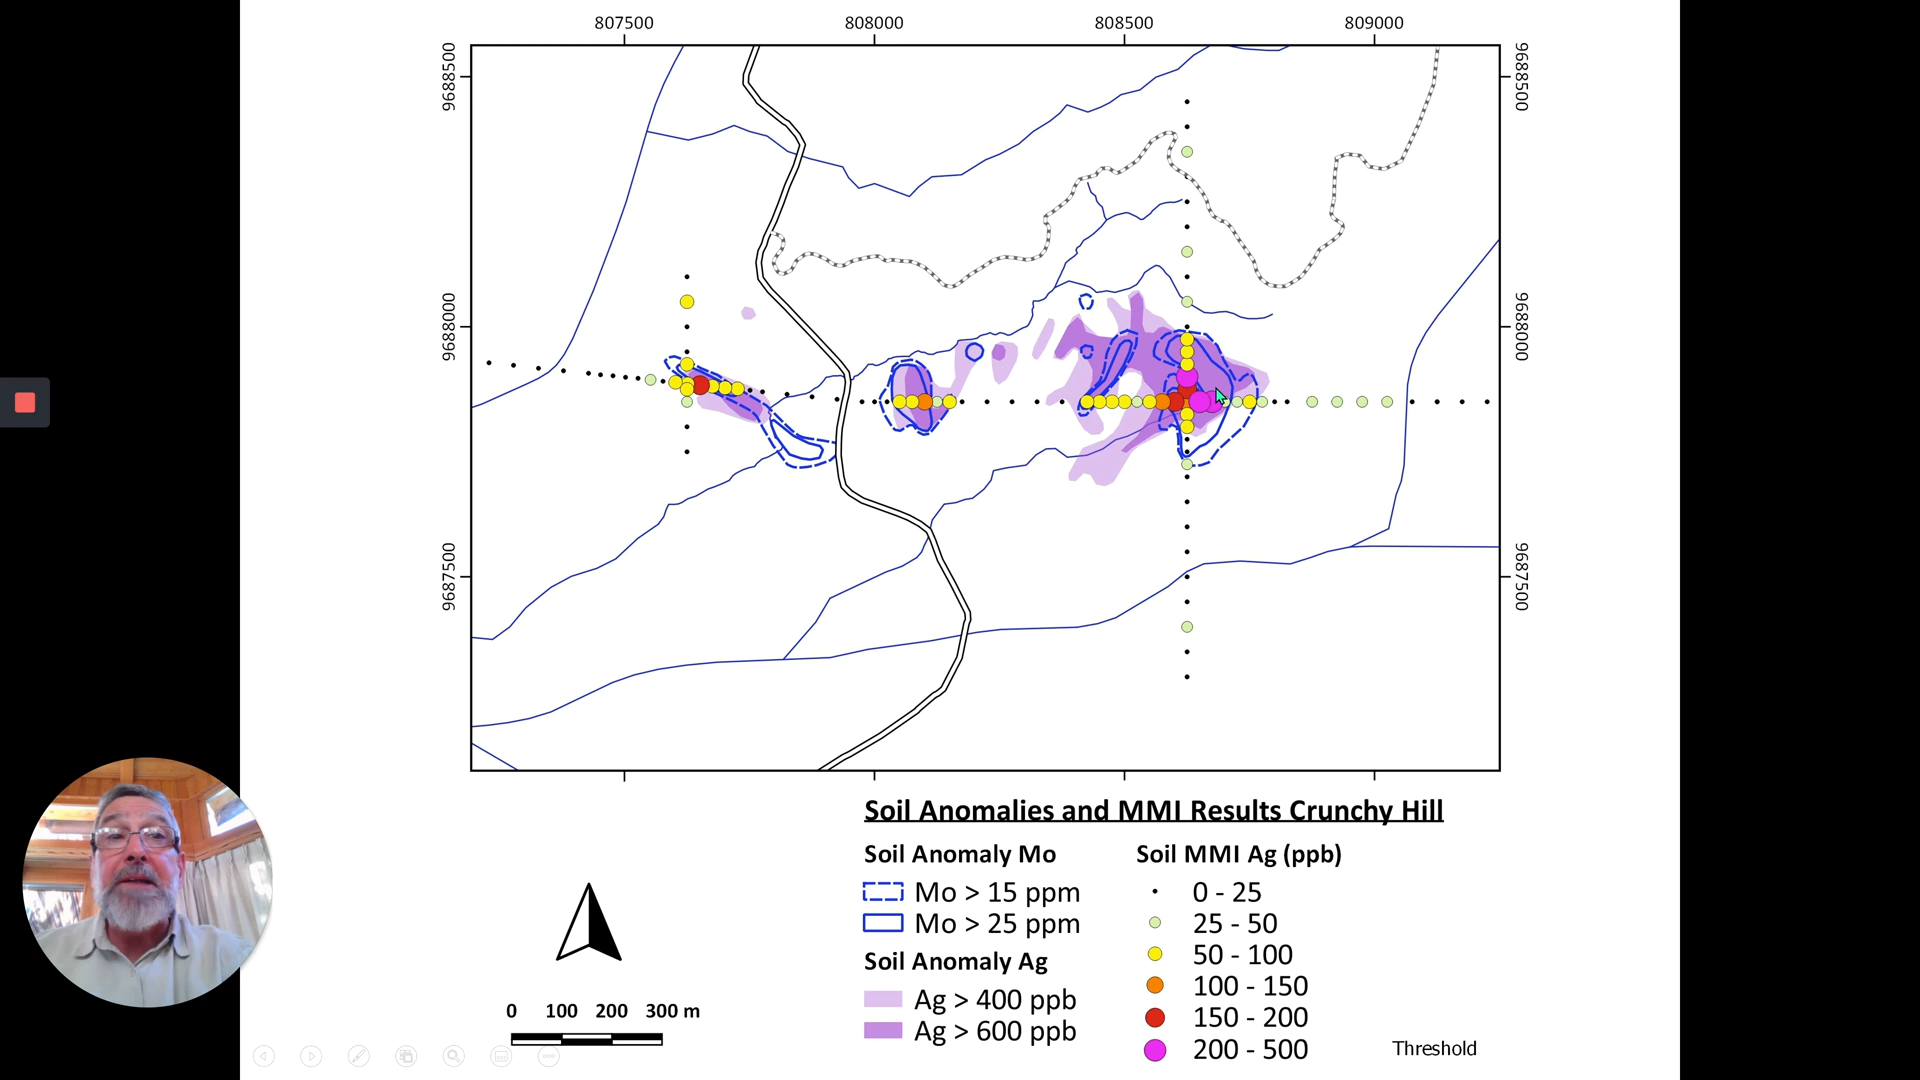 807500 808000 808500 809000
9688500 9688500
9688000 9688000
9687500 9687500
Soil Anomalies and MMI Results Crunchy Hill
Soil Anomaly Mo
Mo > 15 ppm
Mo > 25 ppm
Soil Anomaly Ag
Ag > 400 ppb
Ag > 600 ppb
Soil MMI Ag (ppb)
0 - 25
25 - 50
50 - 100
100 - 150
150 - 200
200 - 500
0 100 200 300 m
Threshold